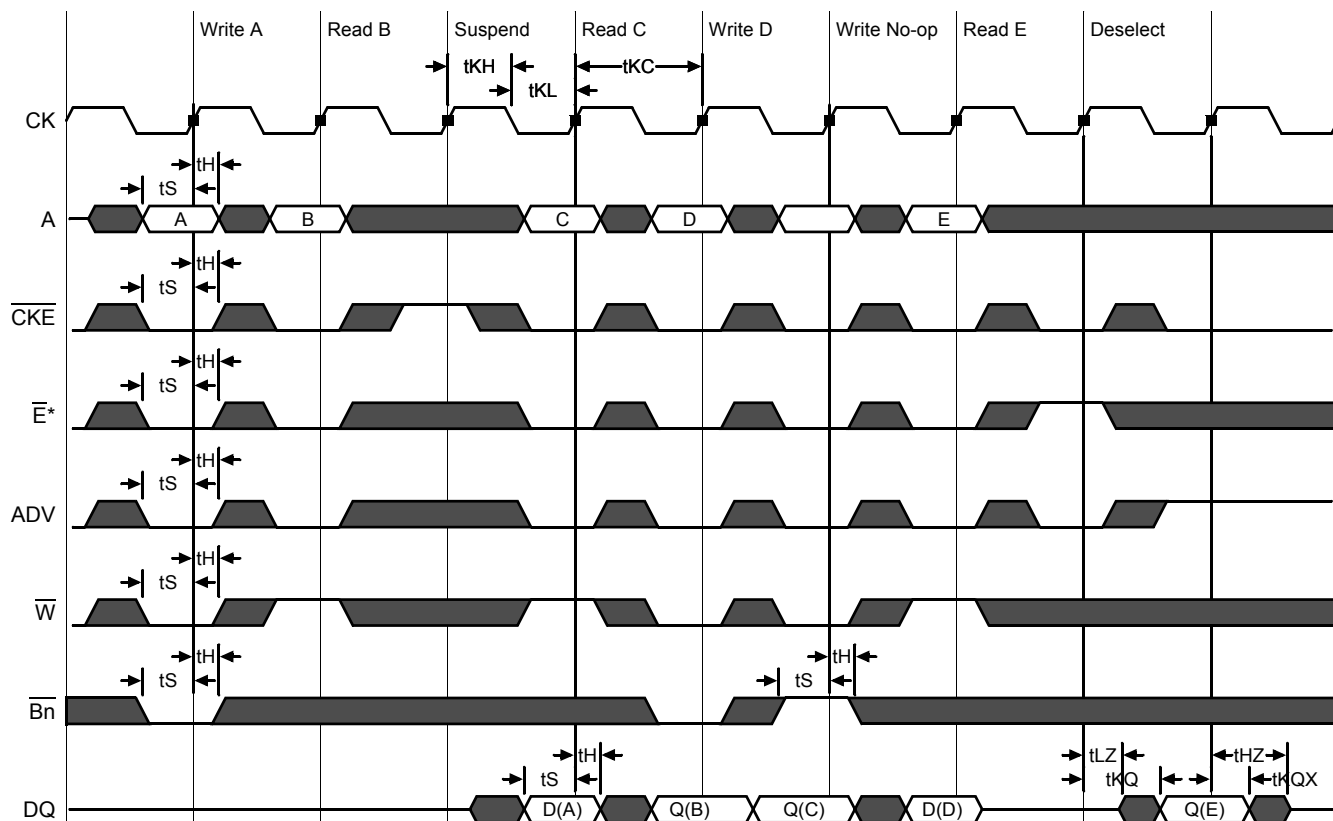 Write A Read B Suspend Read C Write D Write No-op Read E Deselect
tKH tKC
tKL
CK
tH
tS
A A B C D E
tH
tS
CKE
tH
tS
E*
tH
tS
ADV
tH
tS
W
tH tH
tS tS
Bn
tH tLZ tHZ
tS tKQ tKQX
DQ D(A) Q(B) Q(C) D(D) Q(E)